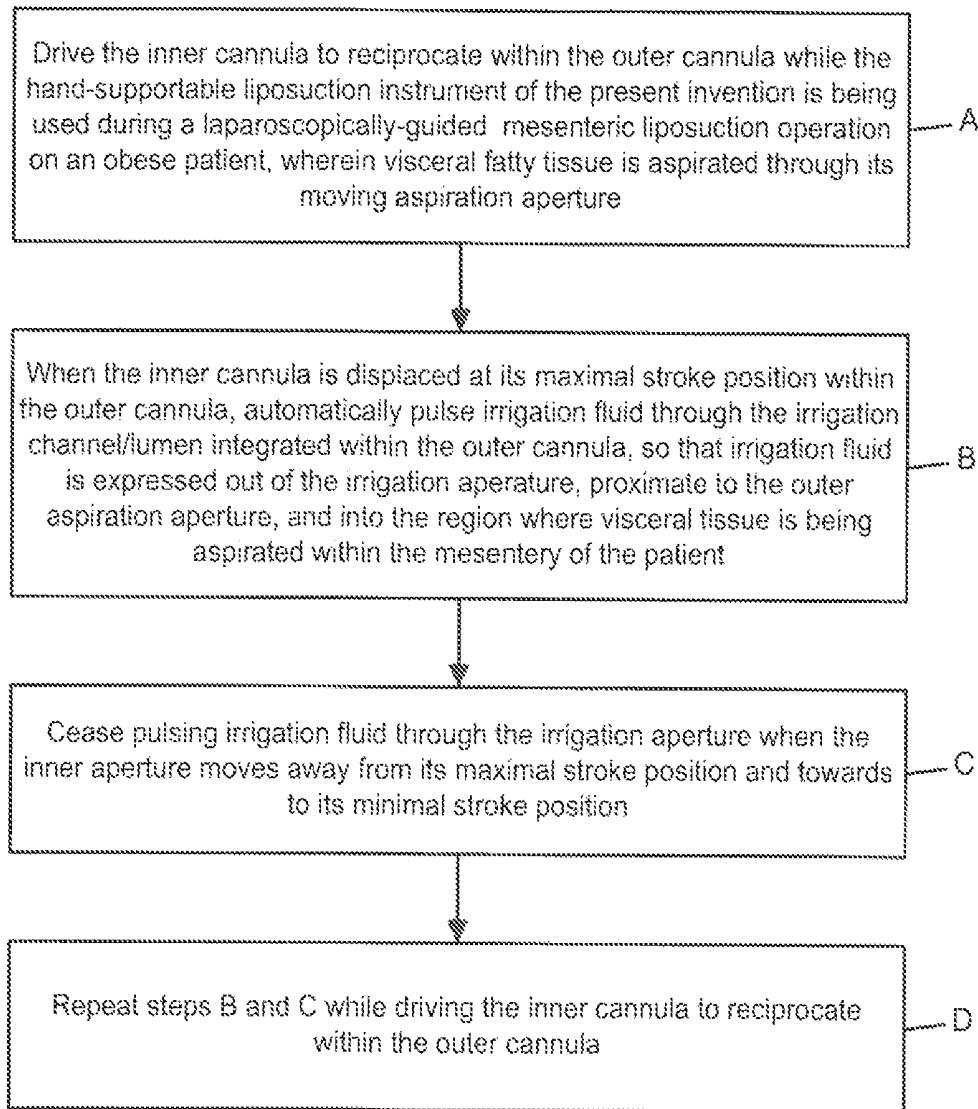 Drive the inner cannula to reciprocate within the outer cannula while the
hand-supportable liposuction instrument of the present invention is being
used during a laparoscopically-guided mesenteric liposuction operation
on an obese patient, wherein visceral fatty tissue is aspirated through its
moving aspiration aperture
A
When the inner cannula is displaced at its maximal stroke position within
the outer cannula, automatically pulse irrigation fluid through the irrigation
channel/lumen integrated within the outer cannula, so that irrigation fluid
is expressed out of the irrigation aperature, proximate to the outer
aspiration aperture, and into the region where visceral tissue is being
aspirated within the mesentery of the patient
B
Cease pulsing irrigation fluid through the irrigation aperture when the
inner aperture moves away from its maximal stroke position and towards
to its minimal stroke position
C
Repeat steps B and C while driving the inner cannula to reciprocate
within the outer cannula
D